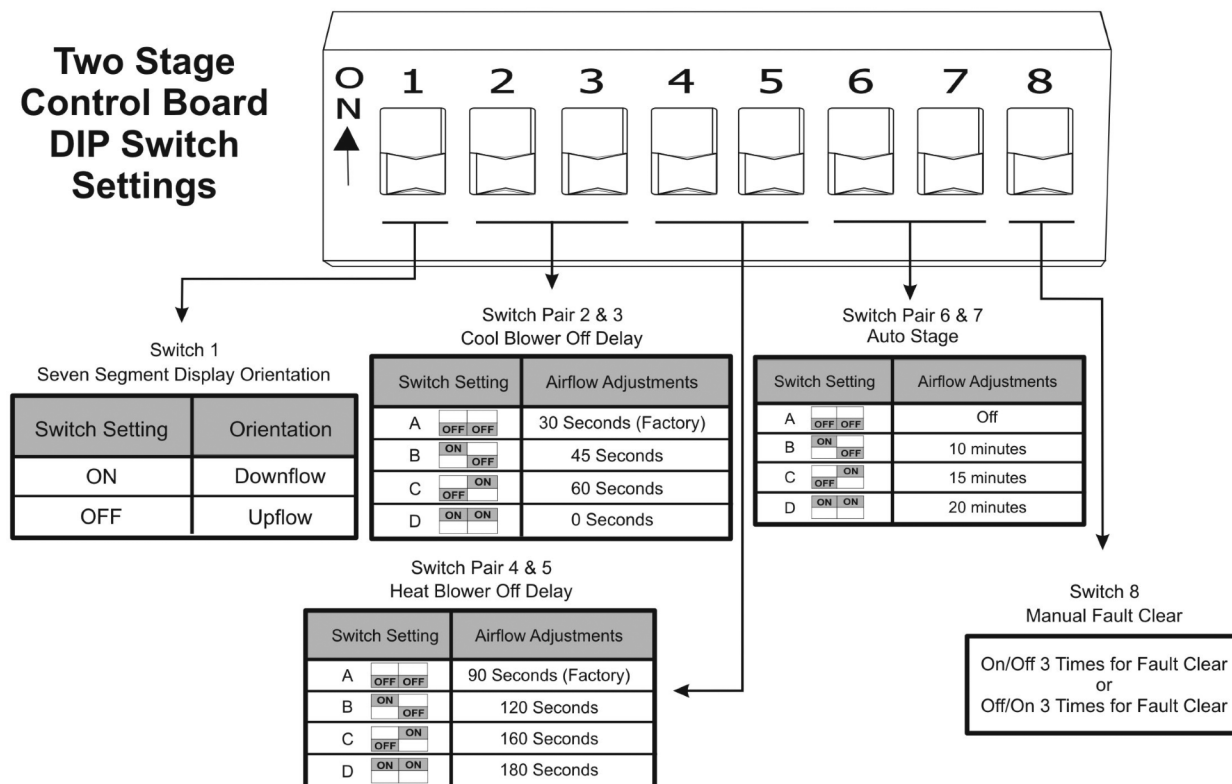 Two Stage
Control Board
DIP Switch
Settings
ON 1 2 3 4 5 6 7 8
Switch 1
Seven Segment Display Orientation
Switch Setting Orientation
ON Downflow
OFF Upflow
Switch Pair 2 & 3
Cool Blower Off Delay
Switch Setting Airflow Adjustments
A OFF OFF 30 Seconds (Factory)
B ON OFF 45 Seconds
C OFF ON 60 Seconds
D ON ON 0 Seconds
Switch Pair 6 & 7
Auto Stage
Switch Setting Airflow Adjustments
A OFF OFF Off
B ON OFF 10 minutes
C OFF ON 15 minutes
D ON ON 20 minutes
Switch Pair 4 & 5
Heat Blower Off Delay
Switch Setting Airflow Adjustments
A OFF OFF 90 Seconds (Factory)
B ON OFF 120 Seconds
C OFF ON 160 Seconds
D ON ON 180 Seconds
Switch 8
Manual Fault Clear
On/Off 3 Times for Fault Clear
or
Off/On 3 Times for Fault Clear